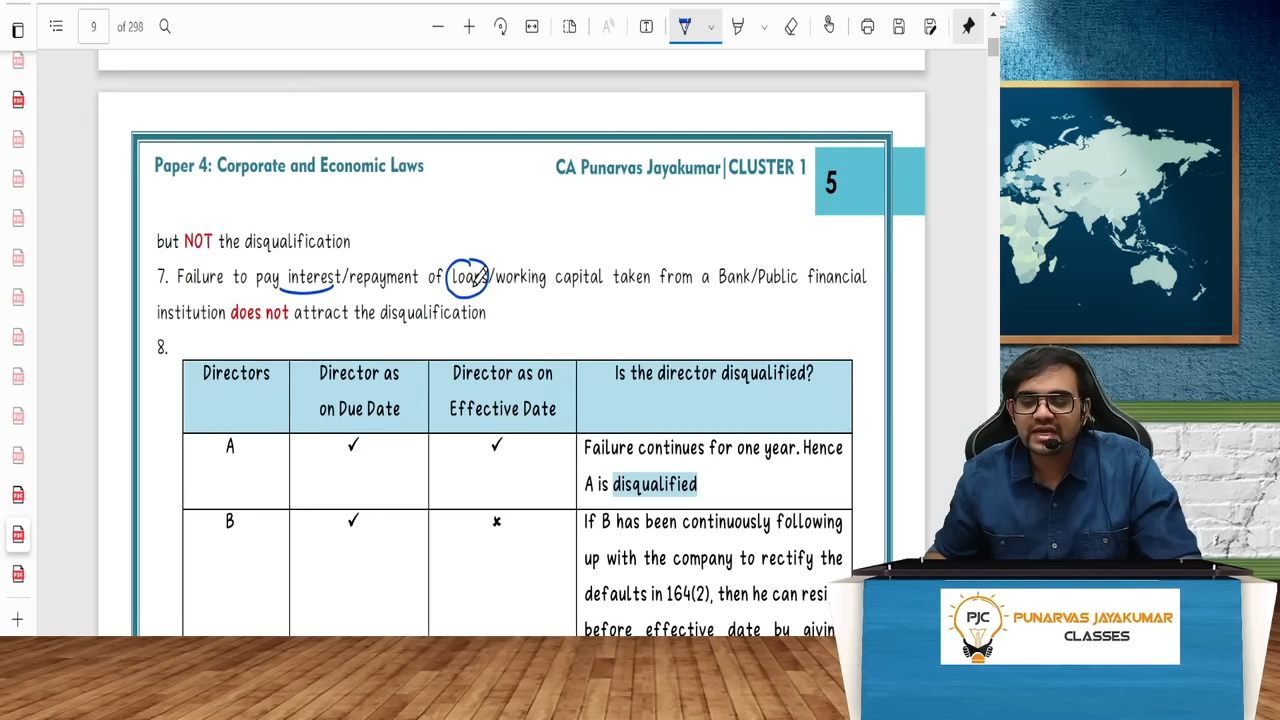 9 of 298
Paper 4: Corporate and Economic Laws
CA Punarvas Jayakumar|CLUSTER 1
5
but NOT the disqualification
7. Failure to pay interest/repayment of loans/working capital taken from a Bank/Public financial
institution does not attract the disqualification
8.
Directors
Director as
on Due Date
Director as on
Effective Date
Is the director disqualified?
A
✓
✓
Failure continues for one year. Hence
A is disqualified
B
✓
×
If B has been continuously following
up with the company to rectify the
defaults in 164(2), then he can
before effective date by
PJC
PUNARVAS JAYAKUMAR
CLASSES